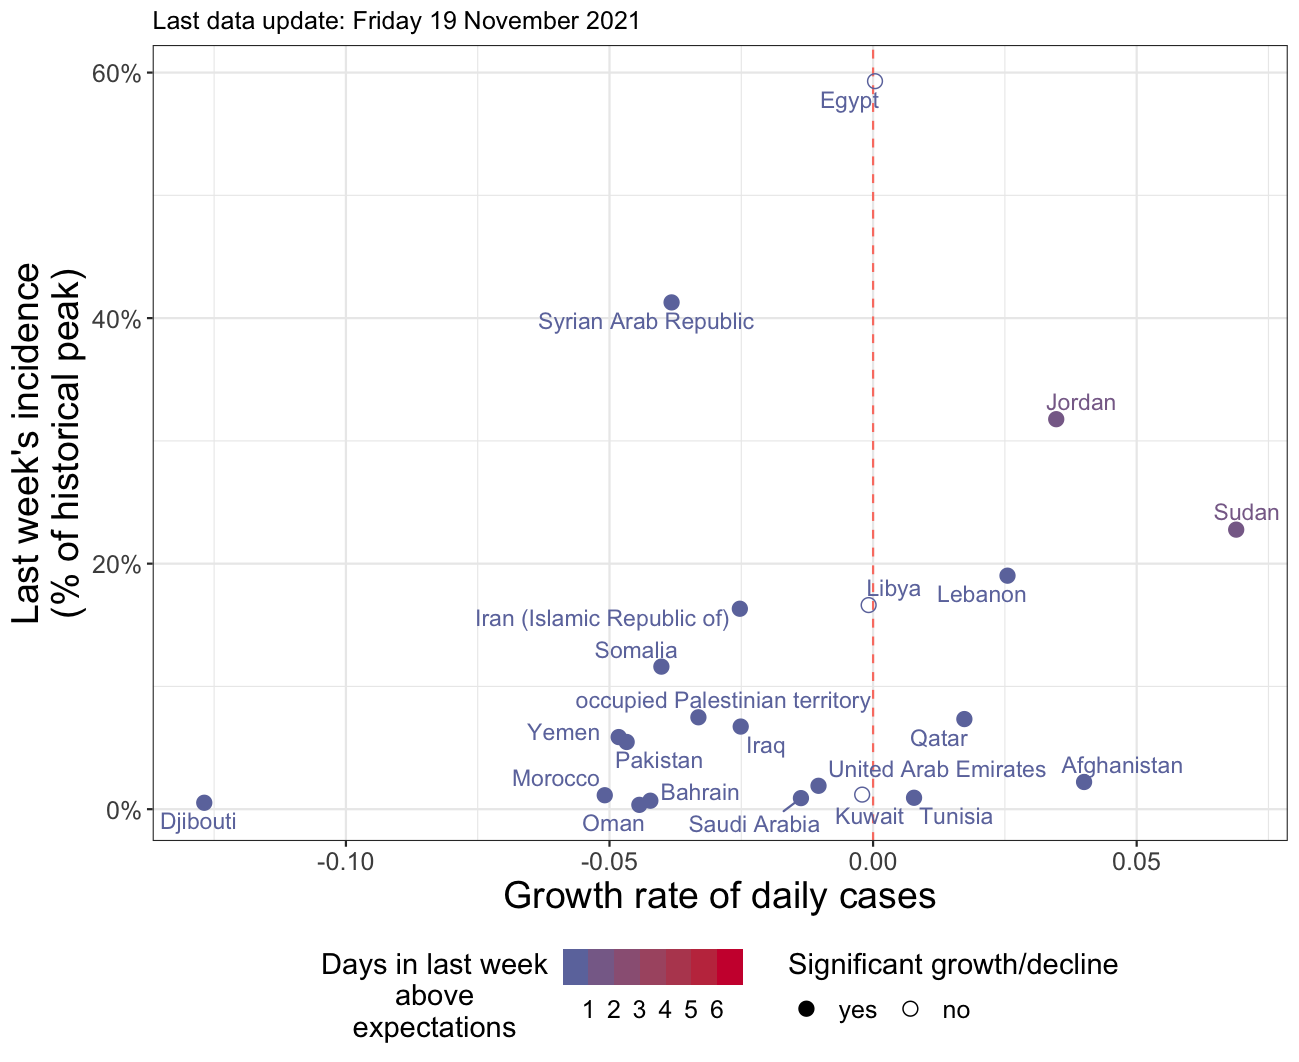 Last data update: Friday 19 November 2021
Last week's incidence
(% of historical peak)
60%
40%
20%
0%
Egypt
Syrian Arab Republic
Jordan
Sudan
Libya
Lebanon
Iran (Islamic Republic of)
Somalia
occupied Palestinian territory
Yemen
Iraq
Qatar
Pakistan
United Arab Emirates
Afghanistan
Morocco
Bahrain
Djibouti
Oman
Saudi Arabia
Kuwait
Tunisia
-0.10
-0.05
0.00
0.05
Growth rate of daily cases
Days in last week
above
expectations
1 2 3 4 5 6
Significant growth/decline
yes
no